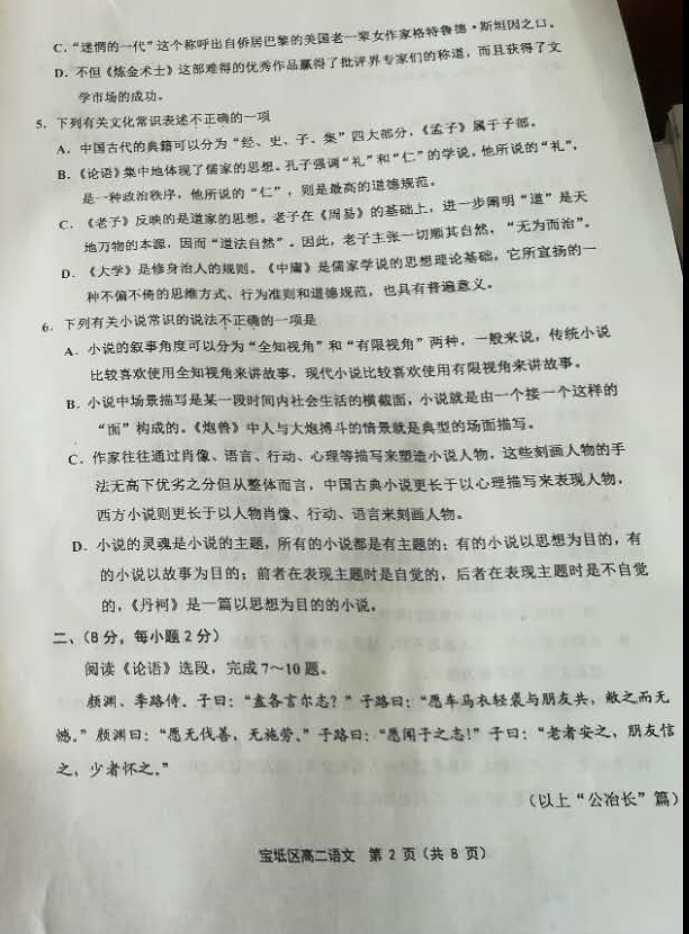 C．“迷惘的一代”这个称呼出自侨居巴黎的美国老一辈女作家格特鲁德·斯坦因之口。
D．不但《炼金术士》这部难得的优秀作品赢得了批评界专家们的称道，而且获得了文
学市场的成功。
5．下列有关文化常识表述不正确的一项
A．中国古代的典籍可以分为“经、史、子、集”四大部分，《孟子》属于子部。
B．《论语》集中地体现了儒家的思想。孔子强调“礼”和“仁”的学说，他所说的“礼”，
是一种政治秩序，他所说的“仁”，则是最高的道德规范。
C．《老子》反映的是道家的思想。老子在《周易》的基础上，进一步阐明“道”是天
地万物的本源，因而“道法自然”。因此，老子主张一切顺其自然，“无为而治”。
D．《大学》是修身治人的规则。《中庸》是儒家学说的思想理论基础，它所宣扬的一
种不偏不倚的思维方式、行为准则和道德规范，也具有普遍意义。
6．下列有关小说常识的说法不正确的一项是
A．小说的叙事角度可以分为“全知视角”和“有限视角”两种，一般来说，传统小说
比较喜欢使用全知视角来讲故事，现代小说比较喜欢使用有限视角来讲故事。
B．小说中场景描写是某一段时间内社会生活的横截面，小说就是由一个接一个这样的
“面”构成的。《炮兽》中人与大炮搏斗的情景就是典型的场面描写。
C．作家往往通过肖像、语言、行动、心理等描写来塑造小说人物，这些刻画人物的手
法无高下优劣之分但从整体而言，中国古典小说更长于以心理描写来表现人物，
西方小说则更长于以人物肖像、行动、语言来刻画人物。
D．小说的灵魂是小说的主题，所有的小说都是有主题的；有的小说以思想为目的，有
的小说以故事为目的；前者在表现主题时是自觉的，后者在表现主题时是不自觉
的，《丹柯》是一篇以思想为目的的小说。
二、（8分，每小题2分）
阅读《论语》选段，完成7～10题。
颜渊、季路侍。子曰：“盍各言尔志？”子路曰：“愿车马衣轻裘与朋友共，敝之而无
憾。”颜渊曰：“愿无伐善，无施劳。”子路曰：“愿闻子之志！”子曰：“老者安之，朋友信
之，少者怀之。”
（以上“公冶长”篇）
宝坻区高二语文 第 2 页（共 8 页）